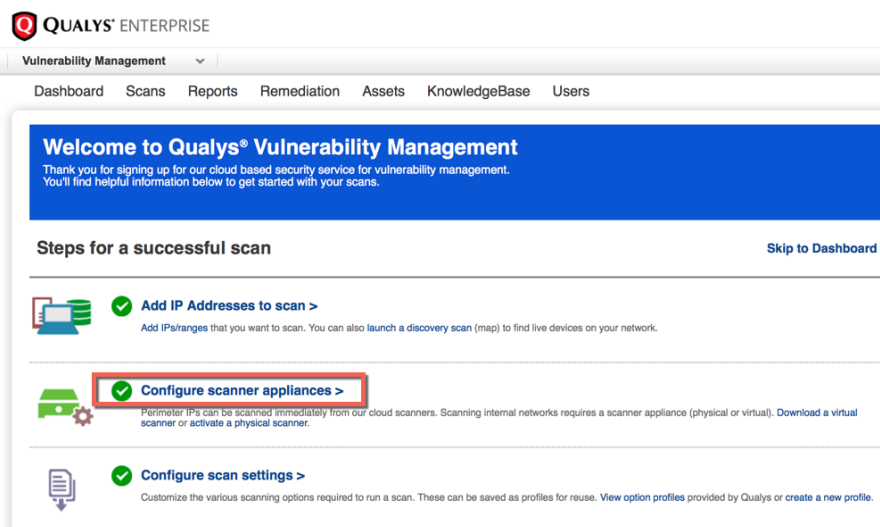 QUALYS® ENTERPRISE
Vulnerability Management
Dashboard Scans Reports Remediation Assets KnowledgeBase Users
Welcome to Qualys® Vulnerability Management
Thank you for signing up for our cloud based security service for vulnerability management.
You'll find helpful information below to get started with your scans.
Steps for a successful scan
Skip to Dashboard
Add IP Addresses to scan >
Add IPs/ranges that you want to scan. You can also launch a discovery scan (map) to find live devices on your network.
Configure scanner appliances >
Perimeter IPs can be scanned immediately from our cloud scanners. Scanning internal networks requires a scanner appliance (physical or virtual). Download a virtual
scanner or activate a physical scanner.
Configure scan settings >
Customize the various scanning options required to run a scan. These can be saved as profiles for reuse. View option profiles provided by Qualys or create a new profile.